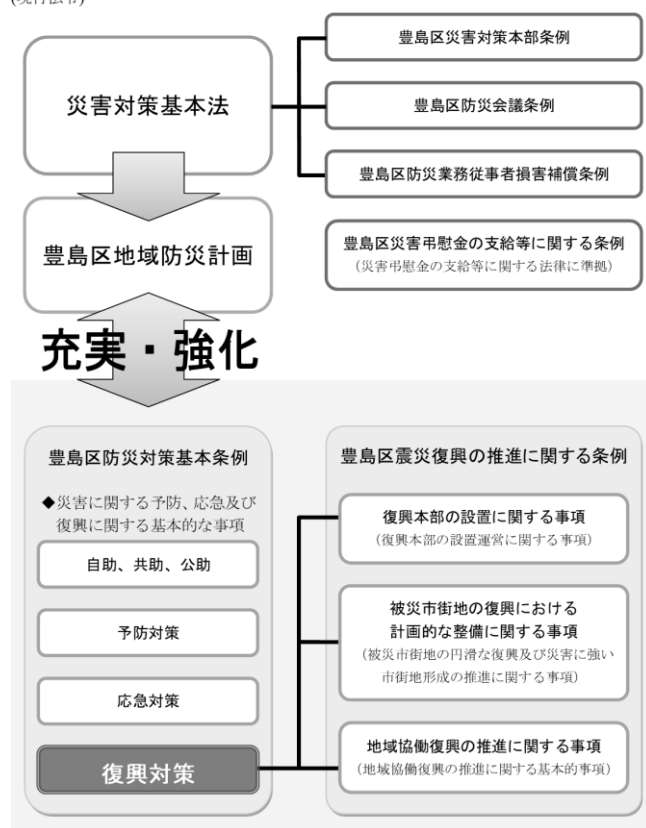 (現行法令)
災害対策基本法
豊島区災害対策本部条例
豊島区防災会議条例
豊島区防災業務従事者損害補償条例
豊島区地域防災計画
豊島区災害弔慰金の支給等に関する条例
(災害弔慰金の支給等に関する法律に準拠)
充実・強化
豊島区防災対策基本条例
◆災害に関する予防、応急及び
復興に関する基本的な事項
自助、共助、公助
予防対策
応急対策
復興対策
豊島区震災復興の推進に関する条例
復興本部の設置に関する事項
(復興本部の設置運営に関する事項)
被災市街地の復興における
計画的な整備に関する事項
(被災市街地の円滑な復興及び災害に強い
市街地形成の推進に関する事項)
地域協働復興の推進に関する事項
(地域協働復興の推進に関する基本的事項)